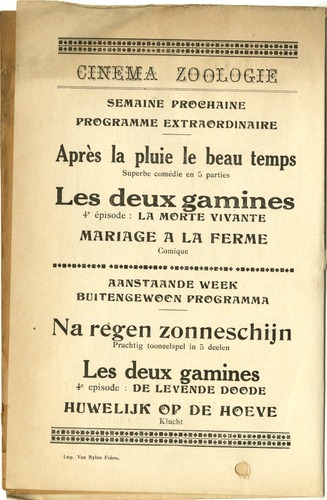 CINEMA ZOOLOGIE
SEMAINE PROCHAINE
PROGRAMME EXTRAORDINAIRE
Après la pluie le beau temps
Superbe comédie en 5 parties
Les deux gamines
4e épisode : LA MORTE VIVANTE
MARIAGE A LA FERME
Comique
AANSTAANDE WEEK
BUITENGEWOON PROGRAMMA
Na regen zonneschijn
Prachtig tooneelspel in 5 deelen
Les deux gamines
4e episode : DE LEVENDE DOODE
HUWELIJK OP DE HOEVE
Klucht
Imp. Van Nylen Frères.